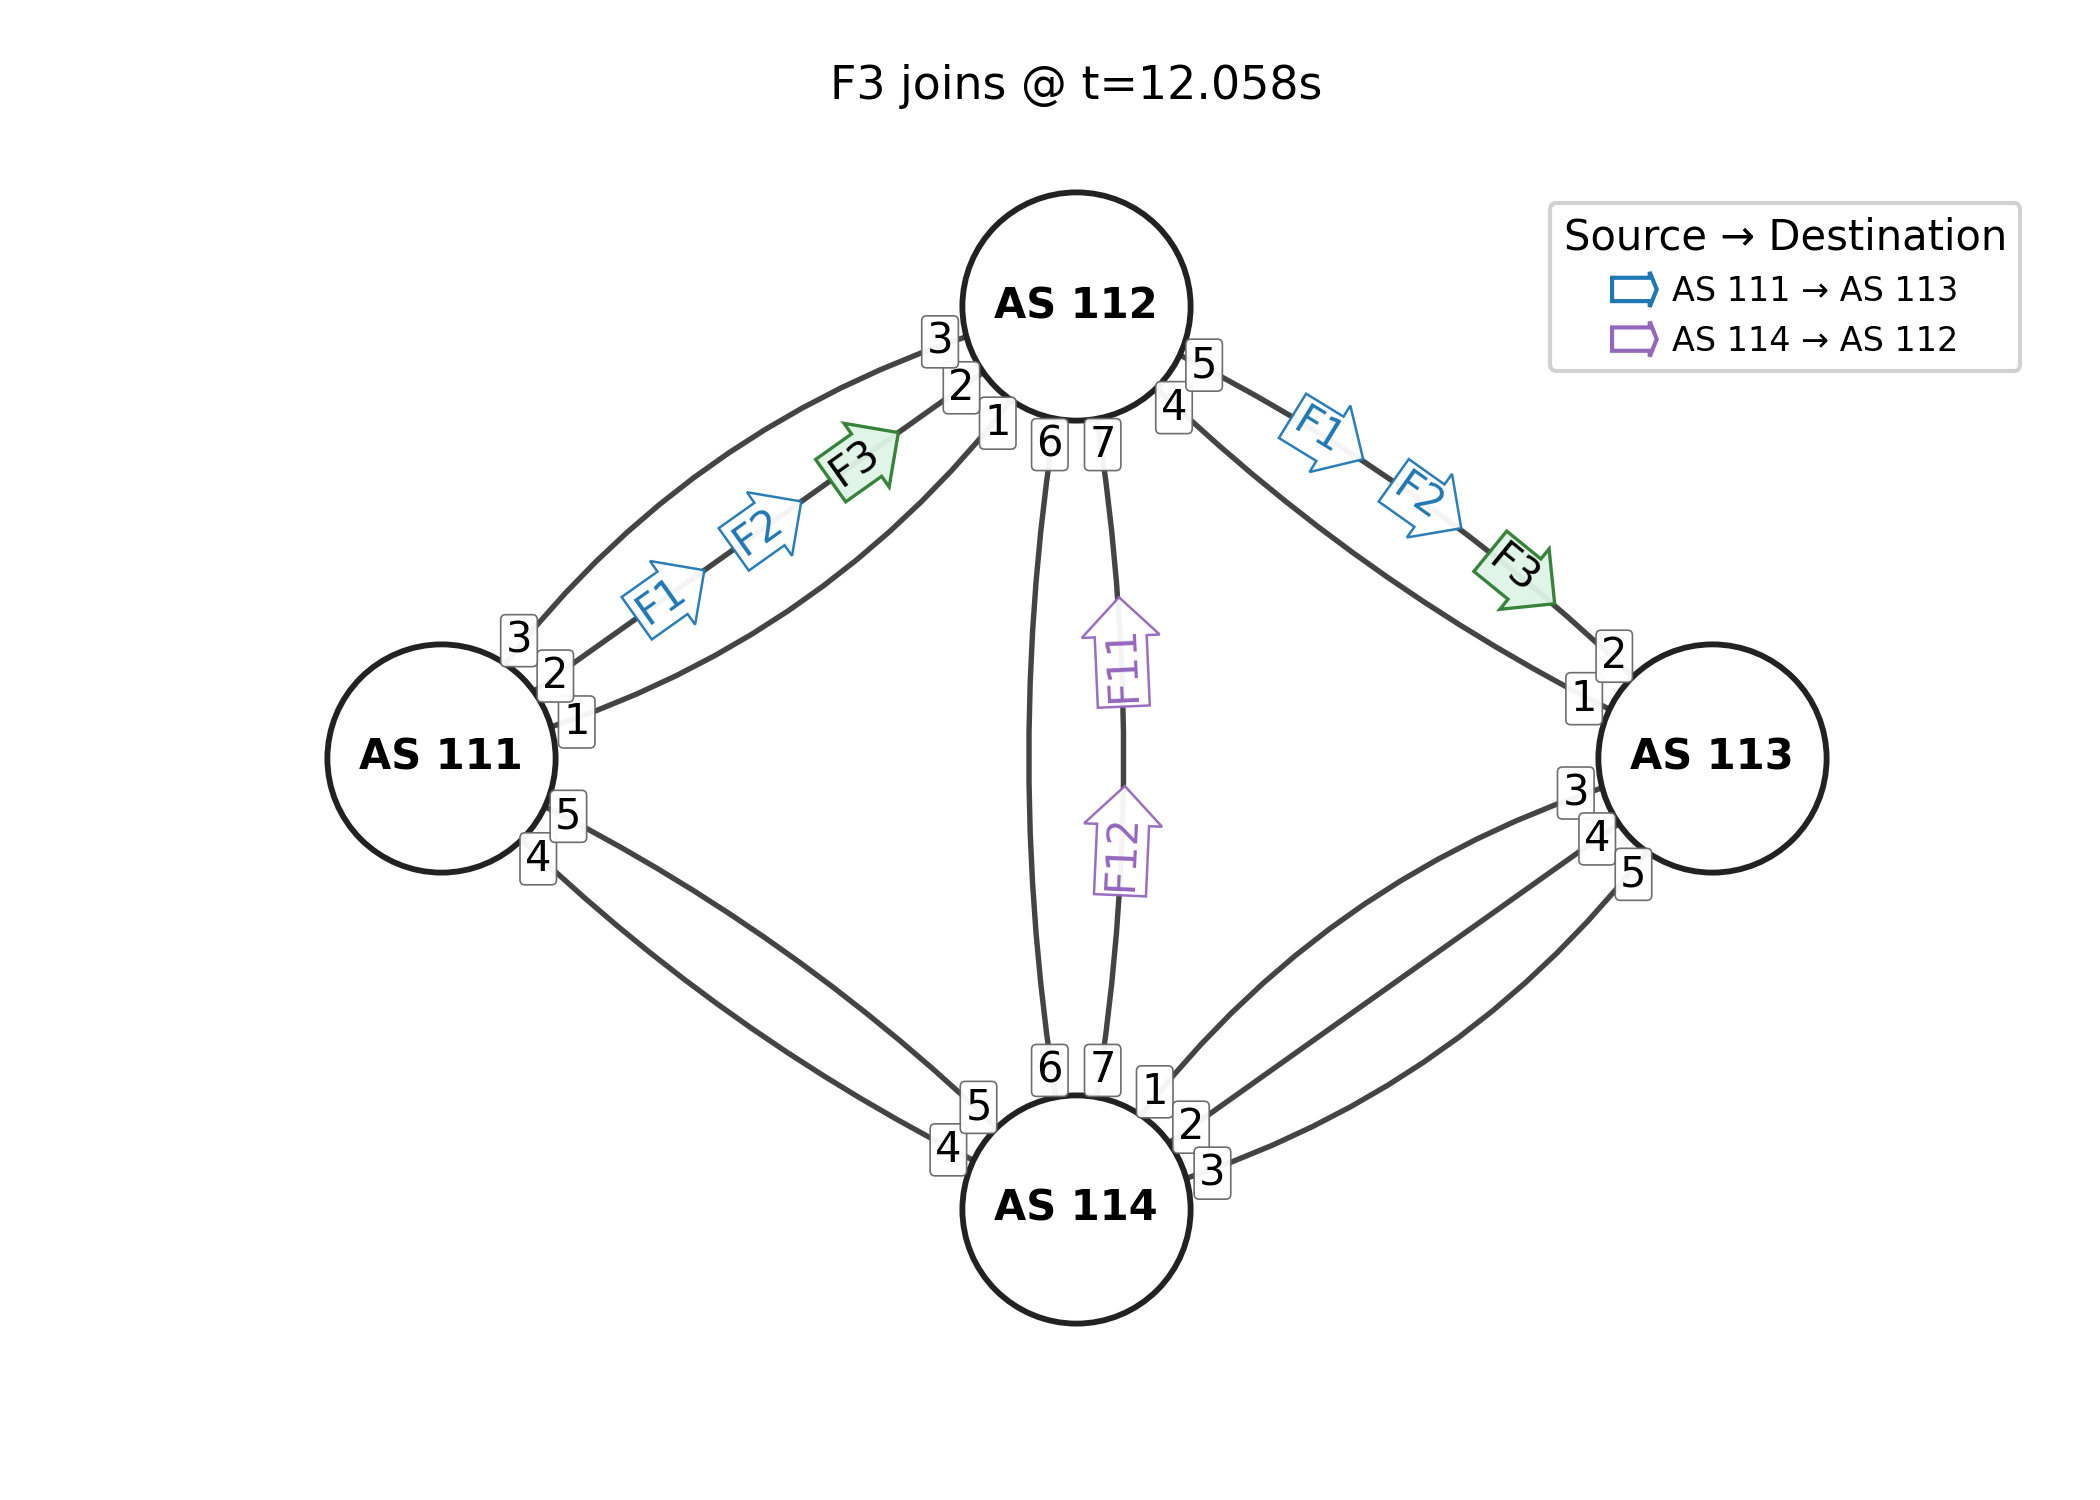 F3 joins @ t=12.058s
Source → Destination
AS 111 → AS 113
AS 114 → AS 112
AS 112
3
2
1
6
7
4
5
F1
F2
F3
F1
F2
F3
3
2
1
AS 111
5
4
2
1
AS 113
3
4
5
F11
F12
6
7
5
4
1
2
3
AS 114